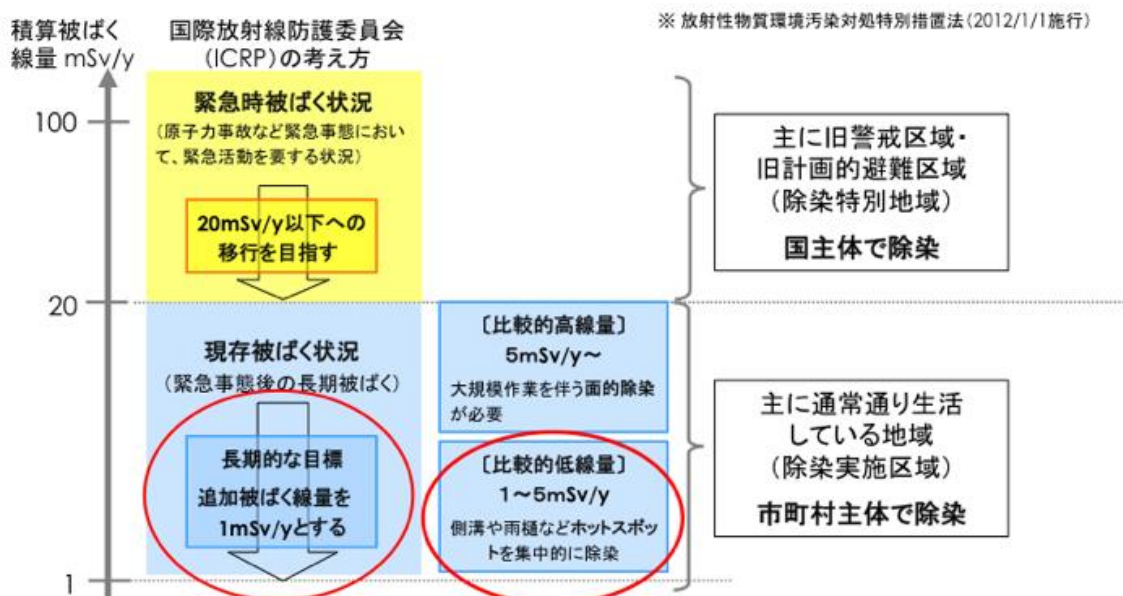 積算被ばく
線量 mSv/y
国際放射線防護委員会
(ICRP)の考え方
※ 放射性物質環境汚染対処特別措置法(2012/1/1施行)
100
緊急時被ばく状況
(原子力事故など緊急事態におい
て、緊急活動を要する状況)
20mSv/y以下への
移行を目指す
主に旧警戒区域・
旧計画的避難区域
(除染特別地域)
国主体で除染
20
現存被ばく状況
(緊急事態後の長期被ばく)
長期的な目標
追加被ばく線量を
1mSv/yとする
〔比較的高線量〕
5mSv/y～
大規模作業を伴う面的除染
が必要
〔比較的低線量〕
1～5mSv/y
側溝や雨樋などホットスポッ
トを集中的に除染
主に通常通り生活
している地域
(除染実施区域)
市町村主体で除染
1